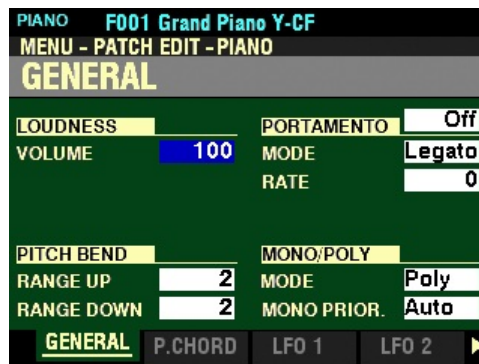 PIANO F001 Grand Piano Y-CF
MENU - PATCH EDIT - PIANO
GENERAL
LOUDNESS
VOLUME 100
PORTAMENTO Off
MODE Legato
RATE 0
PITCH BEND
RANGE UP 2
RANGE DOWN 2
MONO/POLY
MODE Poly
MONO PRIOR. Auto
GENERAL P.CHORD LFO 1 LFO 2